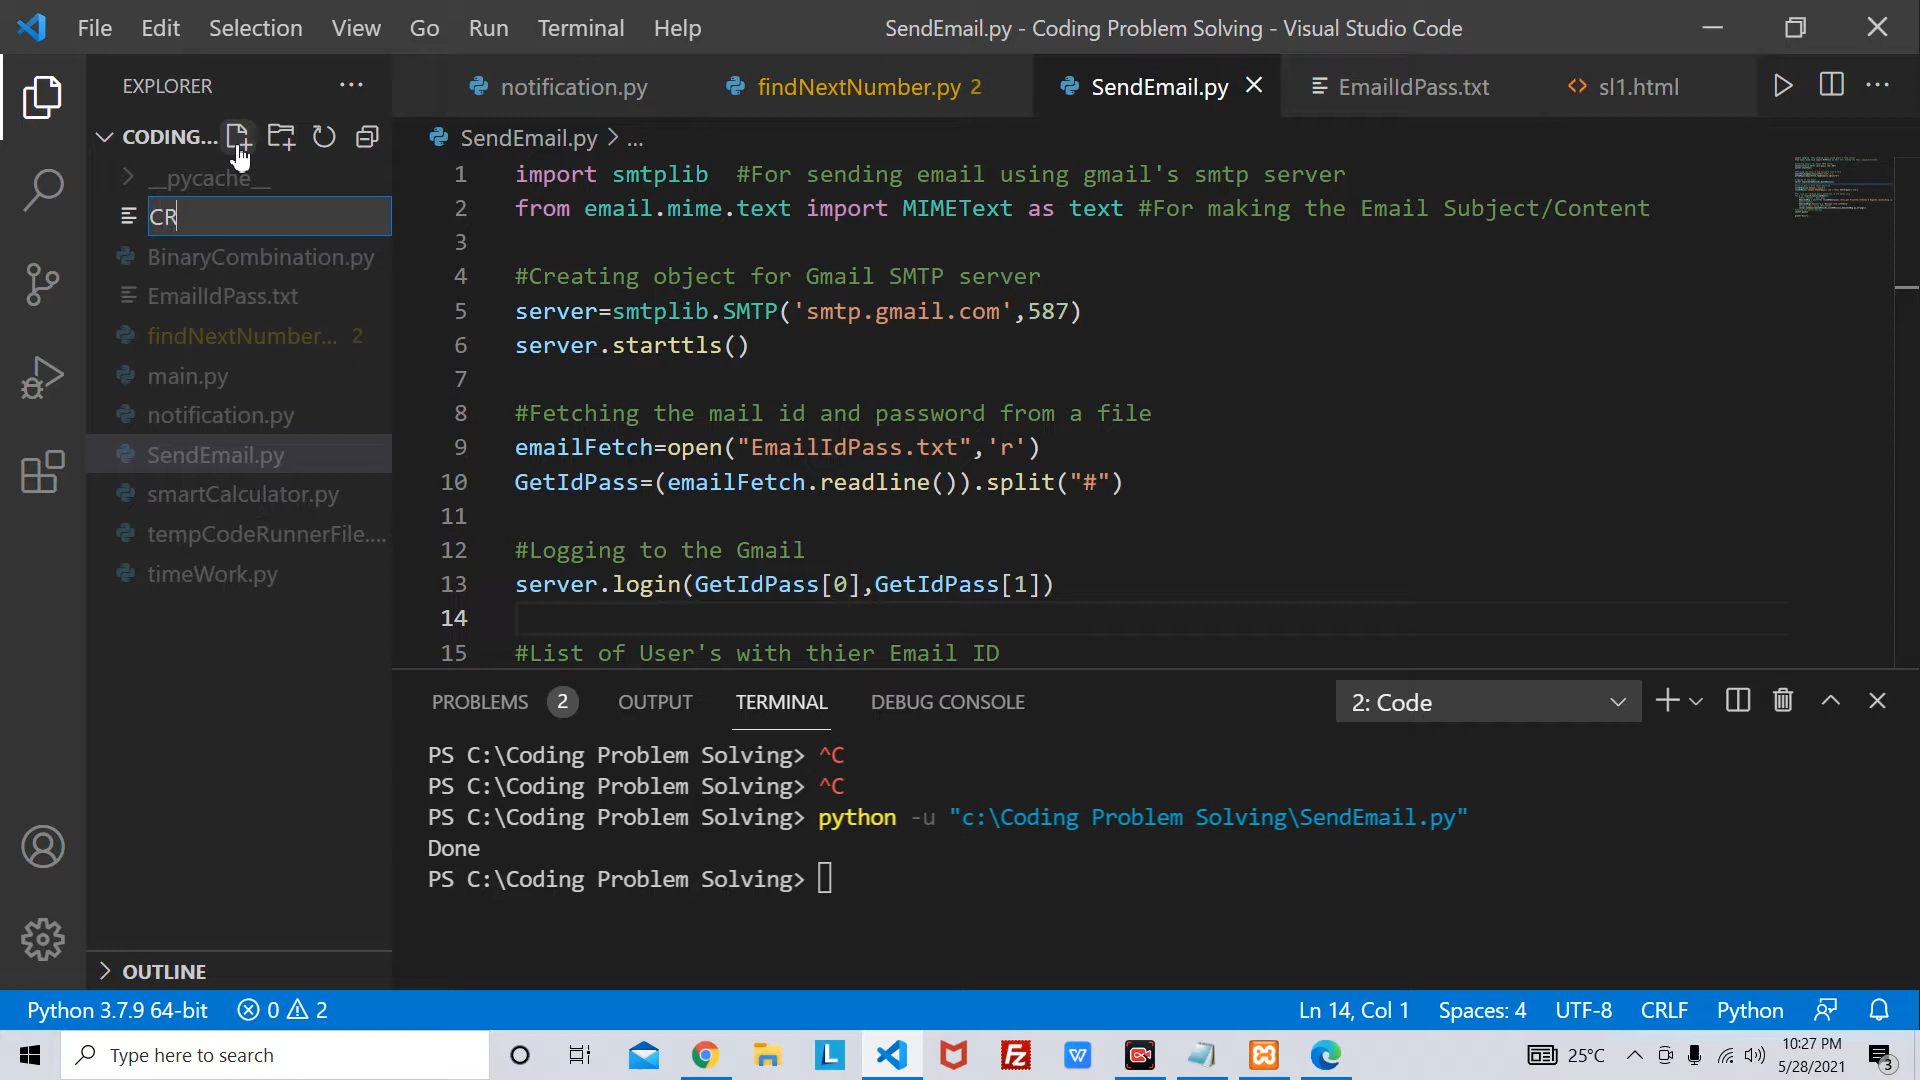 File Edit Selection View Go Run Terminal Help
SendEmail.py - Coding Problem Solving - Visual Studio Code
EXPLORER
notification.py
findNextNumber.py 2
SendEmail.py
EmailIdPass.txt
sl1.html
CODING...
SendEmail.py > ...
__pycache__
CR
BinaryCombination.py
EmailIdPass.txt
findNextNumber... 2
main.py
notification.py
SendEmail.py
smartCalculator.py
tempCodeRunnerFile....
timeWork.py
OUTLINE
1 import smtplib #For sending email using gmail's smtp server
2 from email.mime.text import MIMEText as text #For making the Email Subject/Content
3
4 #Creating object for Gmail SMTP server
5 server=smtplib.SMTP('smtp.gmail.com',587)
6 server.starttls()
7
8 #Fetching the mail id and password from a file
9 emailFetch=open("EmailIdPass.txt",'r')
10 GetIdPass=(emailFetch.readline()).split("#")
11
12 #Logging to the Gmail
13 server.login(GetIdPass[0],GetIdPass[1])
14
15 #List of User's with thier Email ID
PROBLEMS 2 OUTPUT TERMINAL DEBUG CONSOLE
2: Code
PS C:\Coding Problem Solving> ^C
PS C:\Coding Problem Solving> ^C
PS C:\Coding Problem Solving> python -u "c:\Coding Problem Solving\SendEmail.py"
Done
PS C:\Coding Problem Solving>
Python 3.7.9 64-bit 0 2
Ln 14, Col 1 Spaces: 4 UTF-8 CRLF Python
Type here to search
25°C
10:27 PM
5/28/2021
3